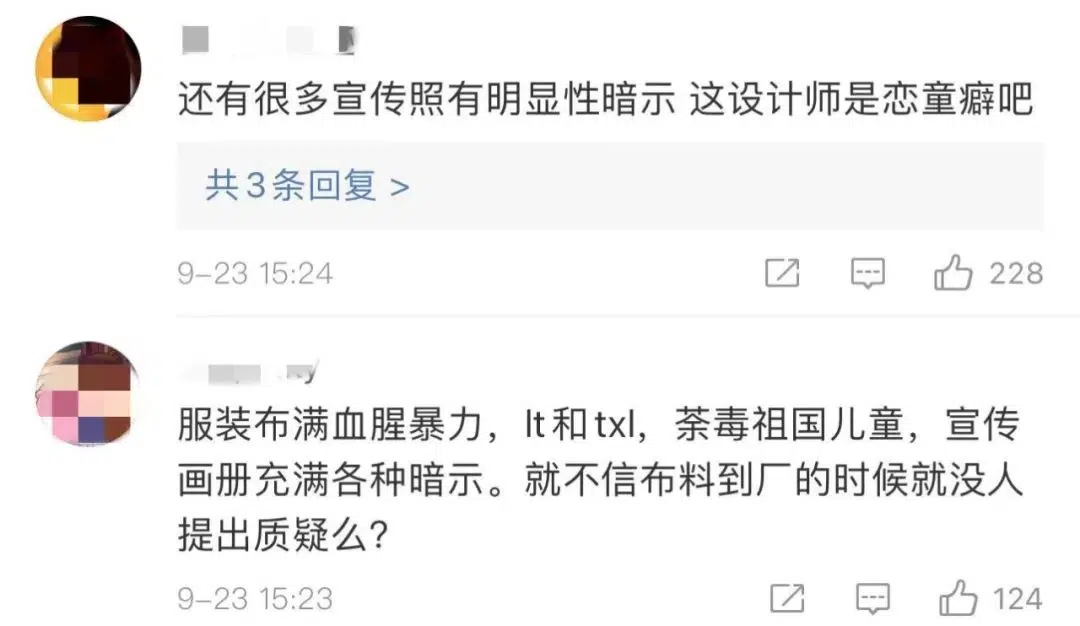 还有很多宣传照有明显性暗示 这设计师是恋童癖吧
共3条回复 >
9-23 15:24
228
服装布满血腥暴力，lt和txl，荼毒祖国儿童，宣传
画册充满各种暗示。就不信布料到厂的时候就没人
提出质疑么？
9-23 15:23
124